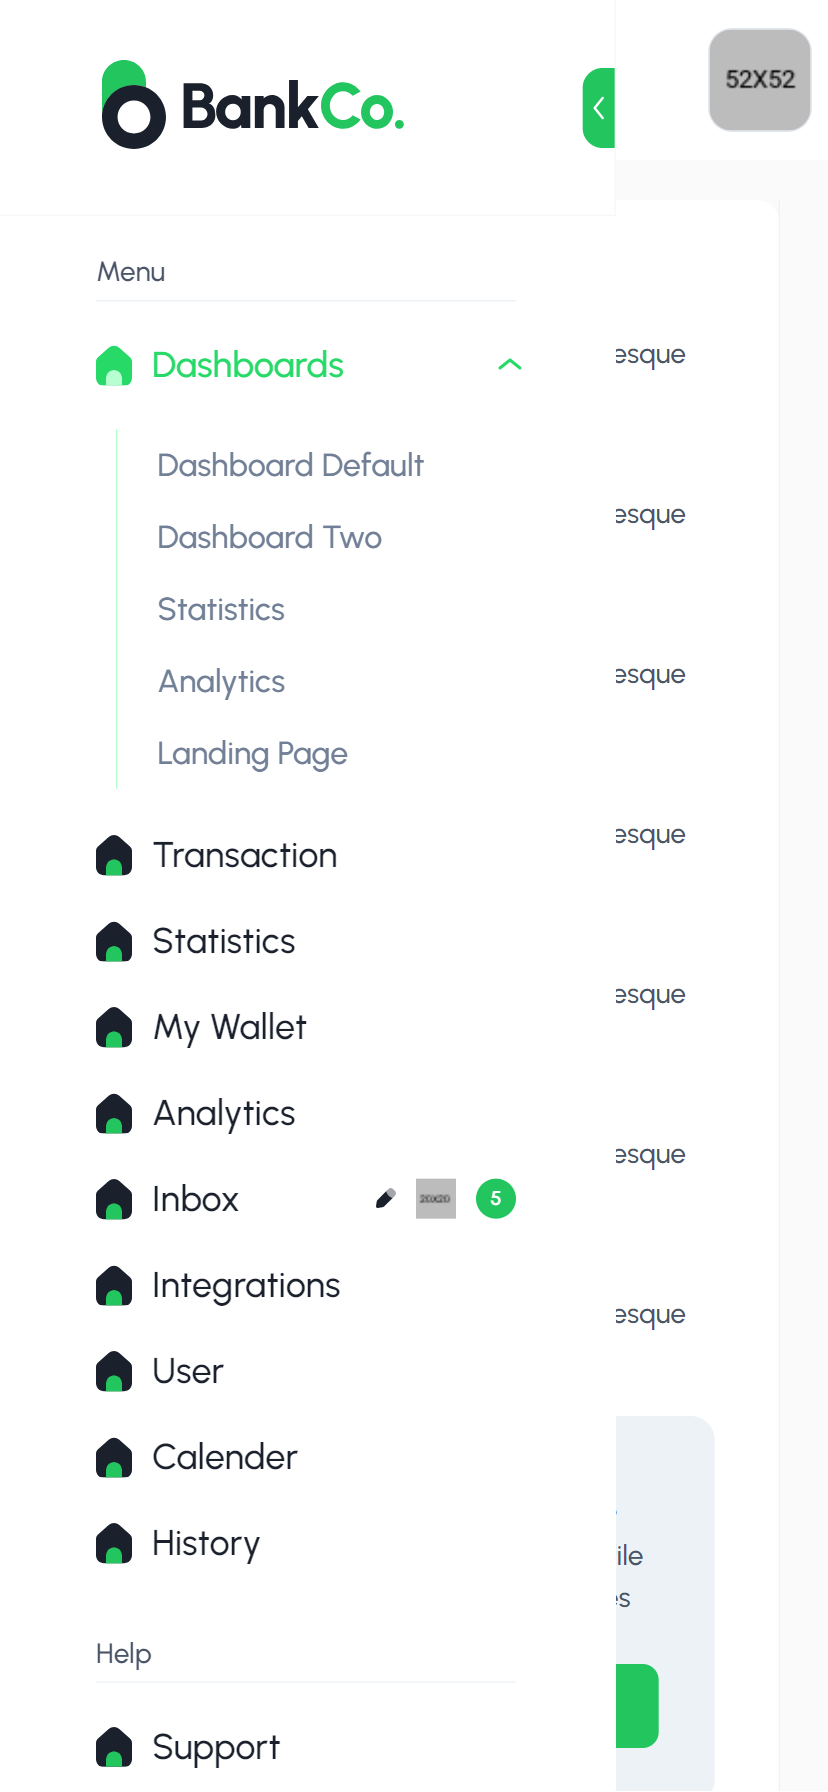 BankCo.
52X52
Menu
Dashboards
esque
Dashboard Default
esque
Dashboard Two
Statistics
esque
Analytics
Landing Page
esque
Transaction
Statistics
esque
My Wallet
Analytics
esque
Inbox
20X20
5
Integrations
esque
User
Calender
History
ile
es
Help
Support